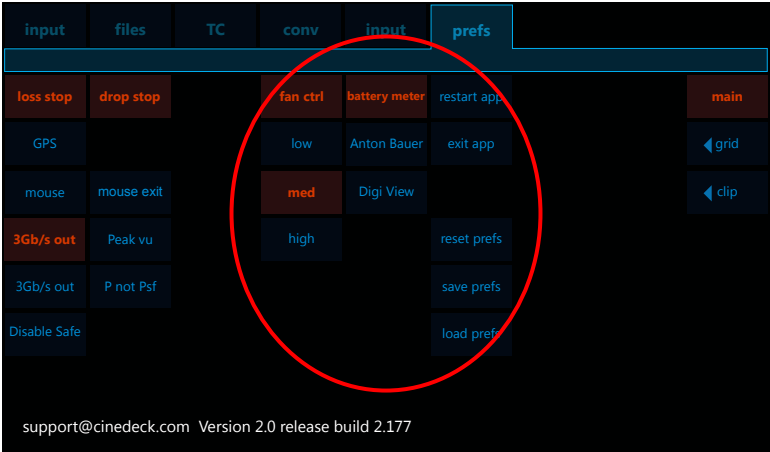 input files TC conv input prefs
loss stop drop stop fan ctrl battery meter restart app main
GPS low Anton Bauer exit app grid
mouse mouse exit med Digi View clip
3Gb/s out Peak vu high reset prefs
3Gb/s out P not Psf save prefs
Disable Safe load prefs
support@cinedeck.com Version 2.0 release build 2.177